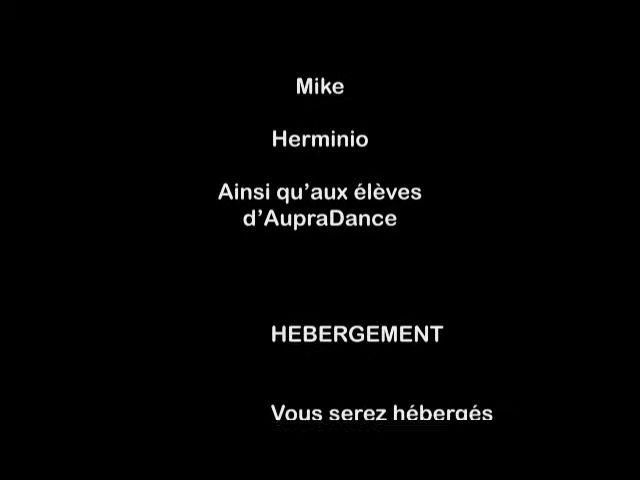 Mike
Herminio
Ainsi qu’aux élèves
d’AupraDance
HEBERGEMENT
Vous serez hébergés